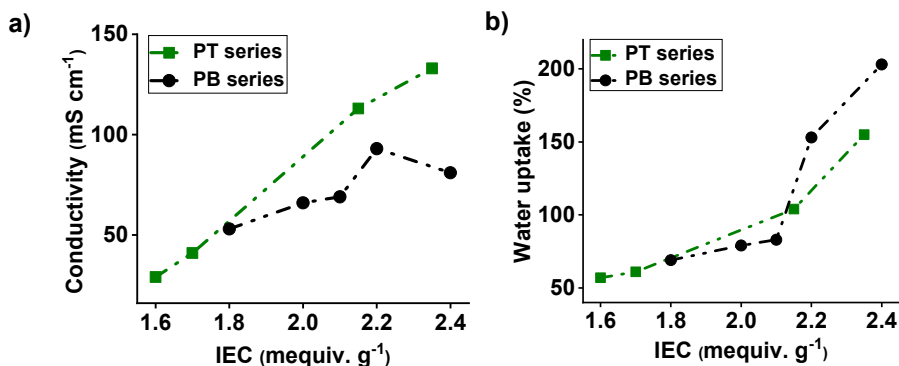 a)
PT series
PB series
Conductivity (mS cm⁻¹)
150
100
50
1.6 1.8 2.0 2.2 2.4
IEC (mequiv. g⁻¹)
b)
PT series
PB series
Water uptake (%)
200
150
100
50
1.6 1.8 2.0 2.2 2.4
IEC (mequiv. g⁻¹)